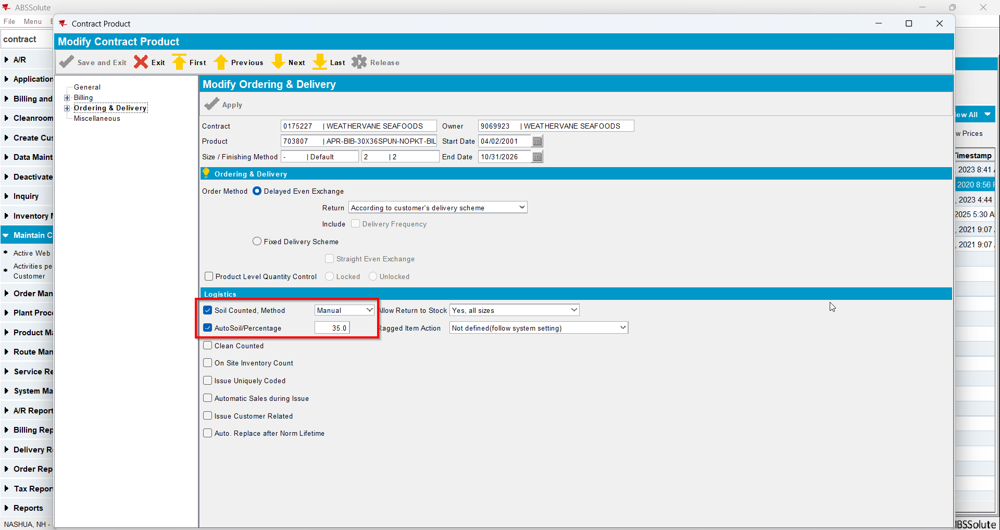 ABSSolute
File Menu
Contract Product
contract
Modify Contract Product
Save and Exit Exit First Previous Next Last Release
A/R
Application
Billing and
Cleanroom
Create Cus
Data Maint
Deactivate
Inquiry
Inventory
Maintain C
Active Web
Activities pe
Customer
Order Man
Plant Proc
Product Ma
Route Man
Service Re
System Ma
A/R Report
Billing Rep
Delivery R
Order Rep
Tax Report
Reports
NASHUA, NH -
General
Billing
Ordering & Delivery
Miscellaneous
Modify Ordering & Delivery
Apply
Contract 0175227 | WEATHERVANE SEAFOODS Owner 9069923 | WEATHERVANE SEAFOODS
Product 703807 | APR-BIB-30X36SPUN-NOPKT-BIL Start Date 04/02/2001 16
Size / Finishing Method - | Default 2 | 2 End Date 10/31/2026 16
Ordering & Delivery
Order Method Delayed Even Exchange
Return According to customer's delivery scheme
Include Delivery Frequency
Fixed Delivery Scheme
Straight Even Exchange
Product Level Quantity Control Locked Unlocked
Logistics
Soil Counted, Method Manual Allow Return to Stock Yes, all sizes
AutoSoil/Percentage 35.0 Ragged Item Action Not defined(follow system setting)
Clean Counted
On Site Inventory Count
Issue Uniquely Coded
Automatic Sales during Issue
Issue Customer Related
Auto. Replace after Norm Lifetime
ew All
w Prices
Timestamp
, 2023 8:41
2020 8:56
, 2023 4:44
2025 5:30 A
, 2021 9:07
, 2021 9:07
ABSSolute